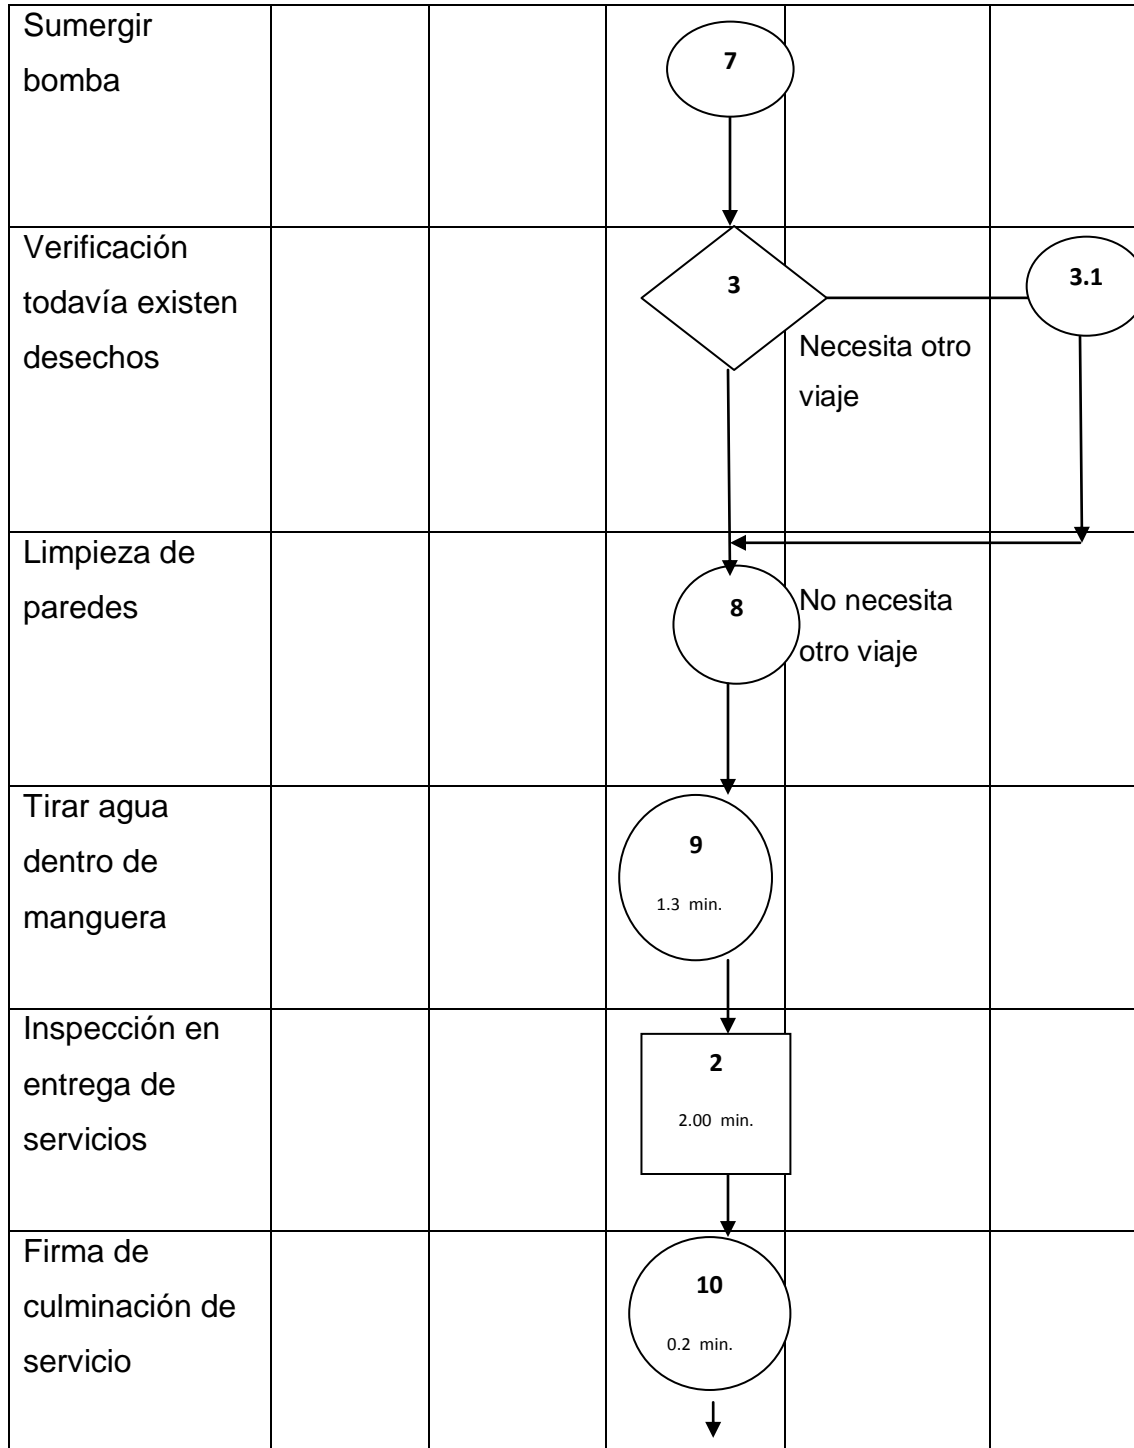 Sumergir
bomba
7
Verificación
todavía existen
desechos
3
3.1
Necesita otro
viaje
Limpieza de
paredes
8
No necesita
otro viaje
Tirar agua
dentro de
manguera
9
1.3 min.
Inspección en
entrega de
servicios
2
2.00 min.
Firma de
culminación de
servicio
10
0.2 min.